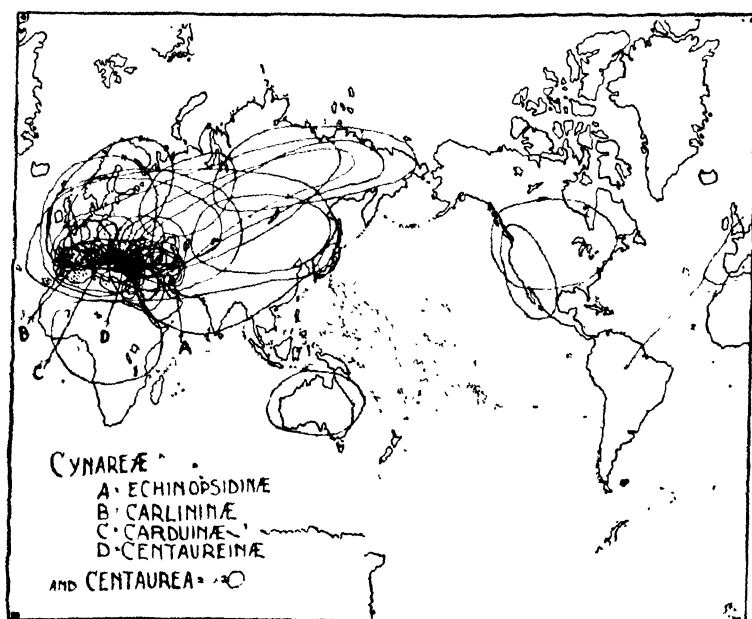 B
D
C
A
CYNAREÆ
A · ECHINOPSIDINÆ
B · CARLININÆ
C · CARDUINÆ
D · CENTAUREINÆ
AND CENTAUREA =